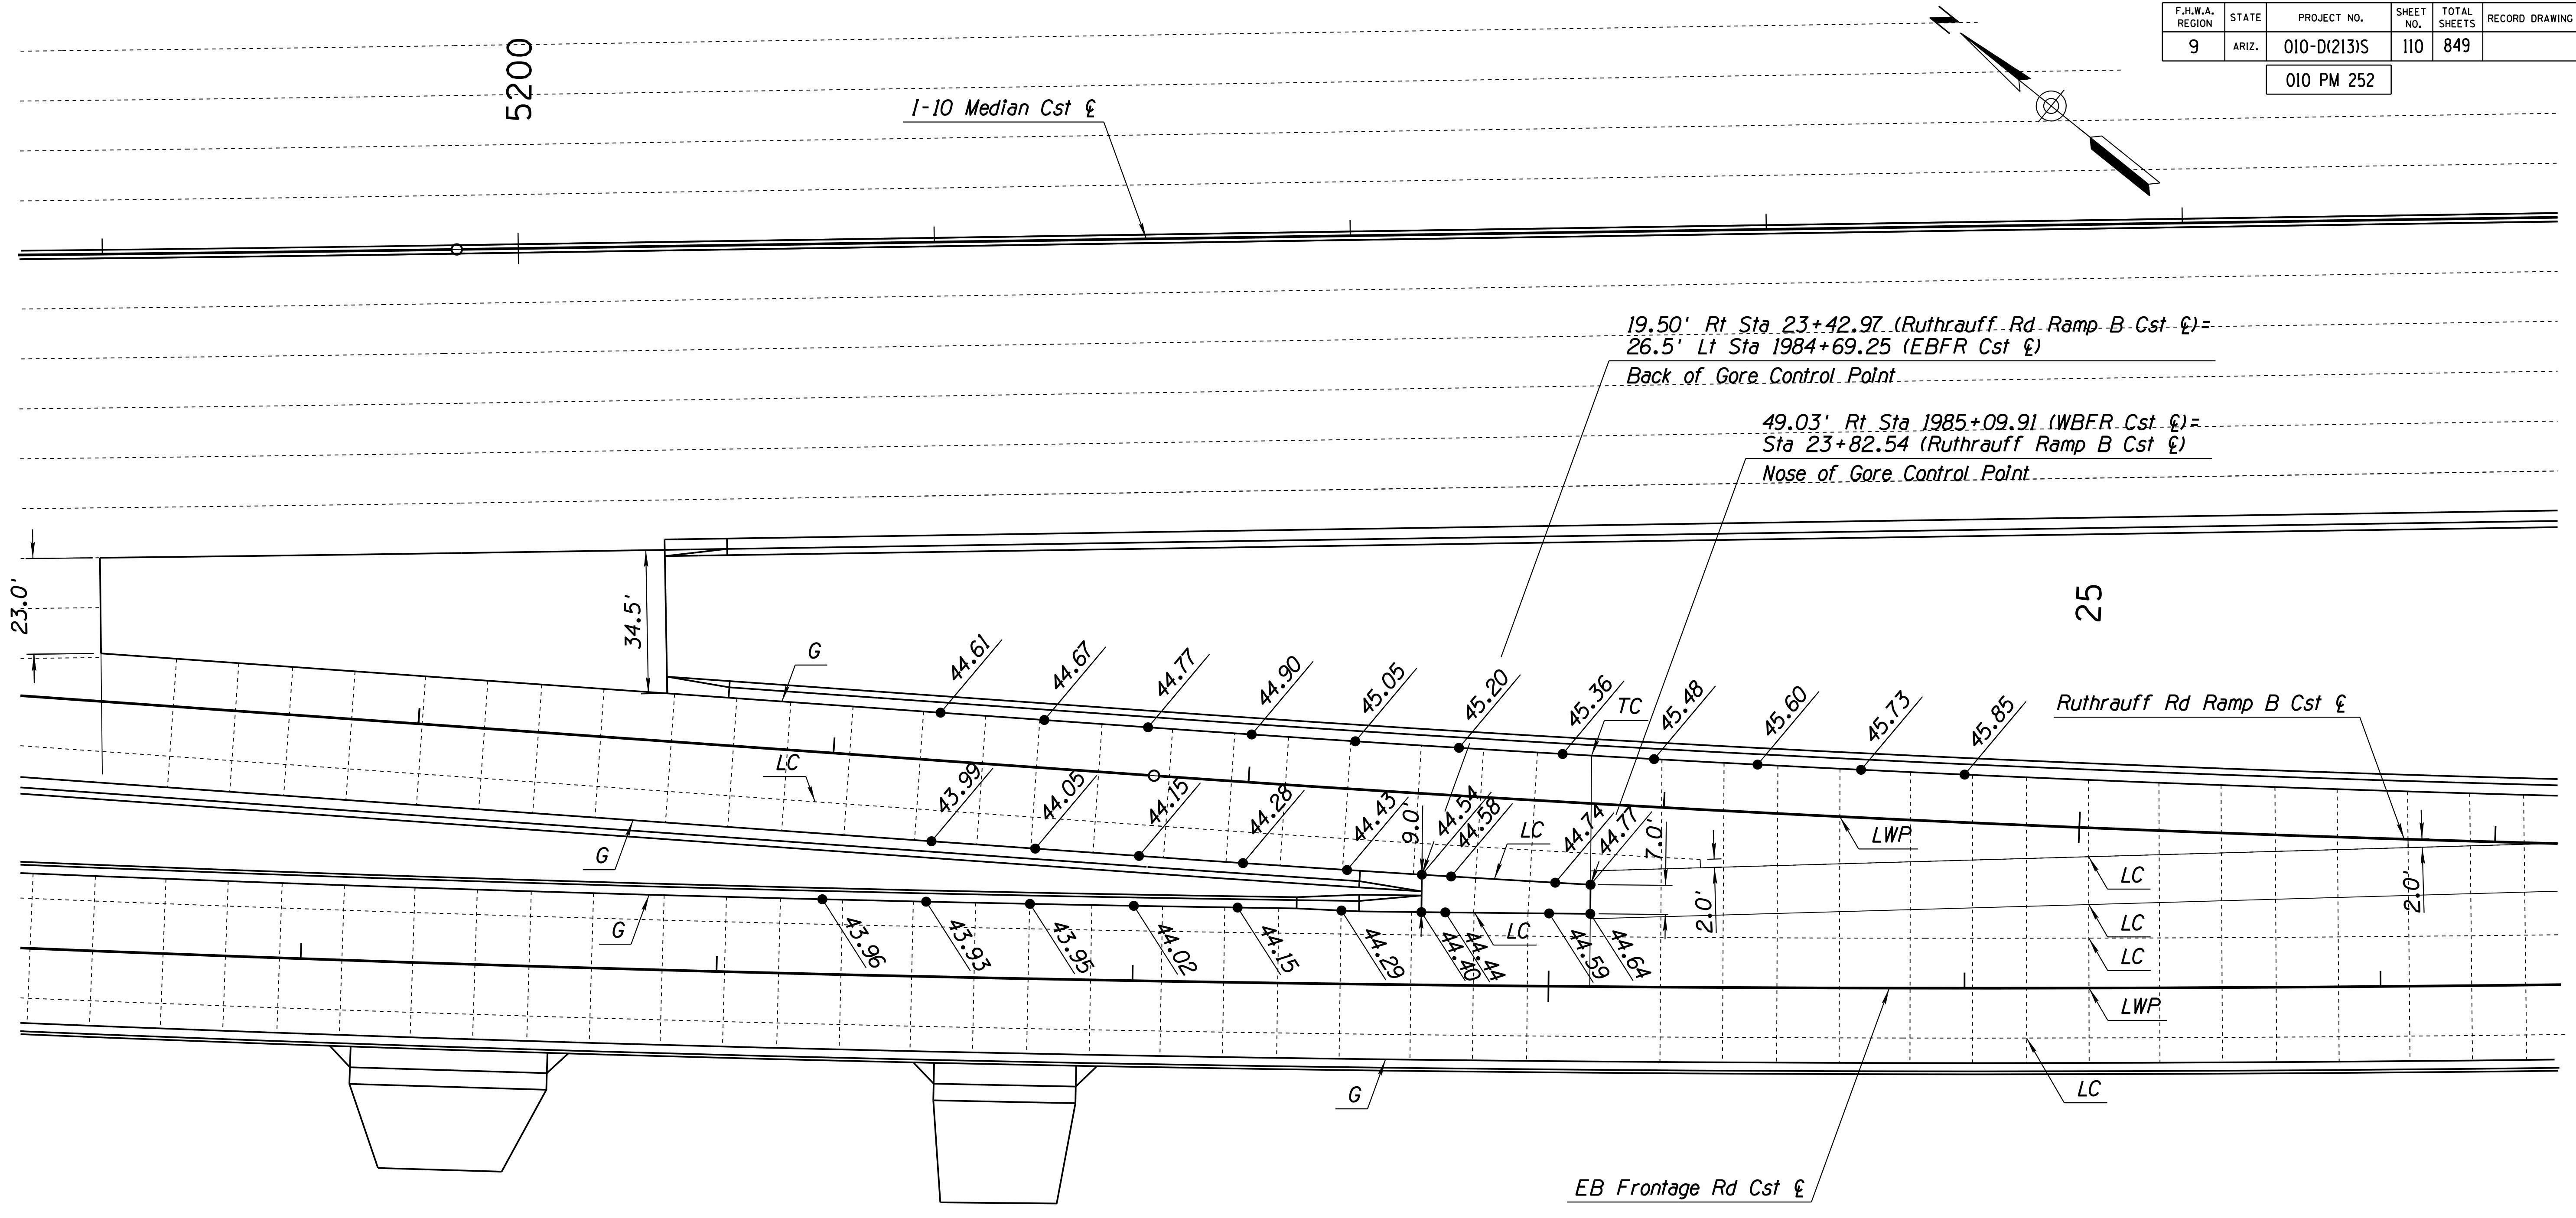 F.H.W.A. REGION STATE PROJECT NO. SHEET NO. TOTAL SHEETS RECORD DRAWING
9 ARIZ. 010-D(213)S 110 849
010 PM 252
5200
I-10 Median Cst ℄
19.50' Rt Sta 23+42.97 (Ruthrauff Rd Ramp B Cst ℄)=
26.5' Lt Sta 1984+69.25 (EBFR Cst ℄)
Back of Gore Control Point
49.03' Rt Sta 1985+09.91 (WBFR Cst ℄)=
Sta 23+82.54 (Ruthrauff Ramp B Cst ℄)
Nose of Gore Control Point
23.0'
34.5'
25
G
44.61
44.67
44.77
44.90
45.05
45.20
45.36
TC
45.48
45.60
45.73
45.85
Ruthrauff Rd Ramp B Cst ℄
LC
43.99
44.05
44.15
44.28
44.43
9.0'
44.54
44.58
LC
44.74
44.77
7.0'
LWP
G
LC
2.0'
2.0'
G
43.96
43.93
43.95
44.02
44.15
44.29
44.40
44.44
LC
44.59
44.64
LC
LC
LWP
G
LC
EB Frontage Rd Cst ℄
N